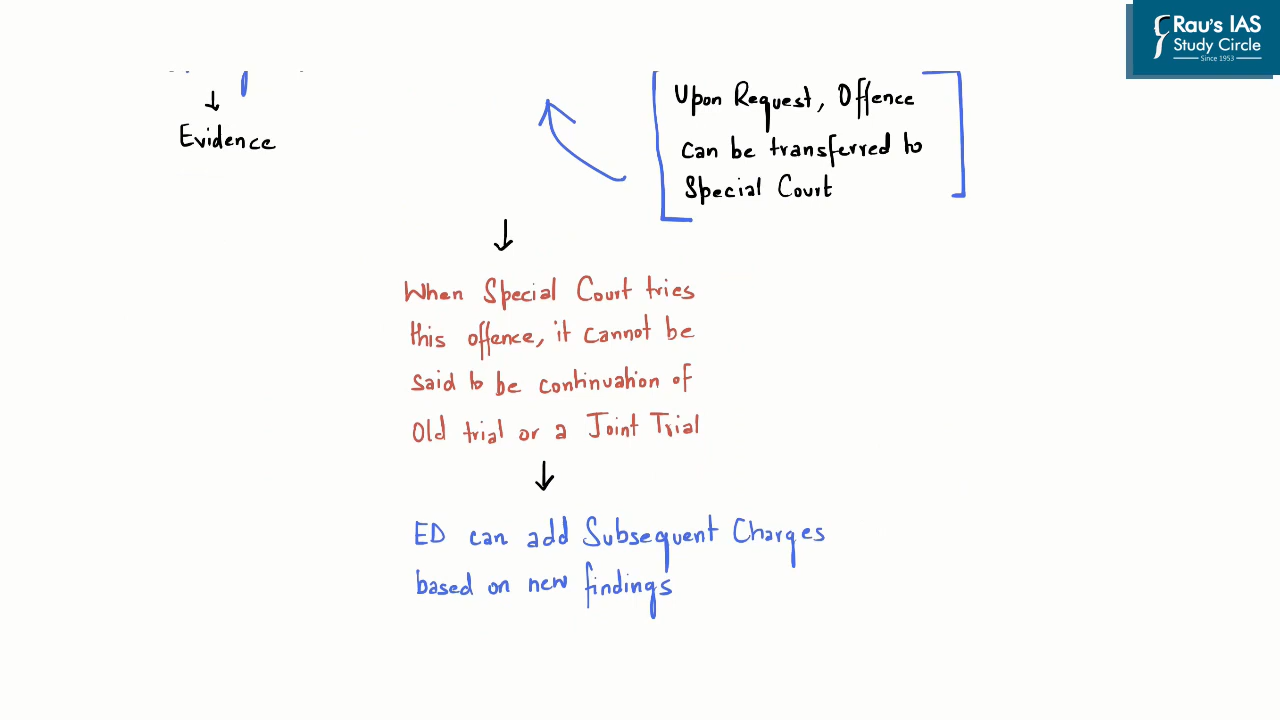 Rau's IAS
Study Circle
Since 1953
Evidence
Upon Request, Offence
can be transferred to
Special Court
When Special Court tries
this offence, it cannot be
said to be continuation of
Old trial or a Joint Trial
ED can add Subsequent Charges
based on new findings